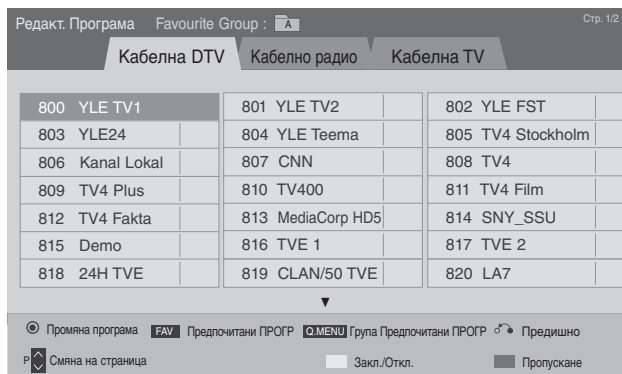 Редакт. Програма Favourite Group : A Стр. 1/2
Кабелна DTV Кабелно радио Кабелна TV
800 YLE TV1 801 YLE TV2 802 YLE FST
803 YLE24 804 YLE Teema 805 TV4 Stockholm
806 Kanal Lokal 807 CNN 808 TV4
809 TV4 Plus 810 TV400 811 TV4 Film
812 TV4 Fakta 813 MediaCorp HD5 814 SNY_SSU
815 Demo 816 TVE 1 817 TVE 2
818 24H TVE 819 CLAN/50 TVE 820 LA7
Промяна програма FAV Предпочитани ПРОГР Q.MENU Група Предпочитани ПРОГР Предишно
P Смяна на страница Закл./Откл. Пропускане